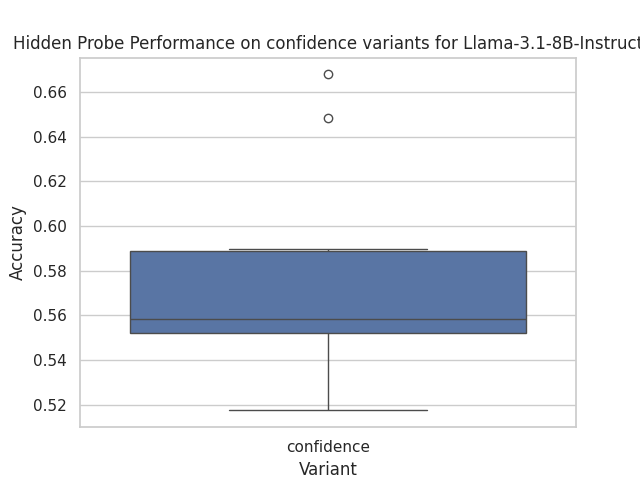 Hidden Probe Performance on confidence variants for Llama-3.1-8B-Instruct
0.66
0.64
0.62
0.60
0.58
0.56
0.54
0.52
Accuracy
confidence
Variant